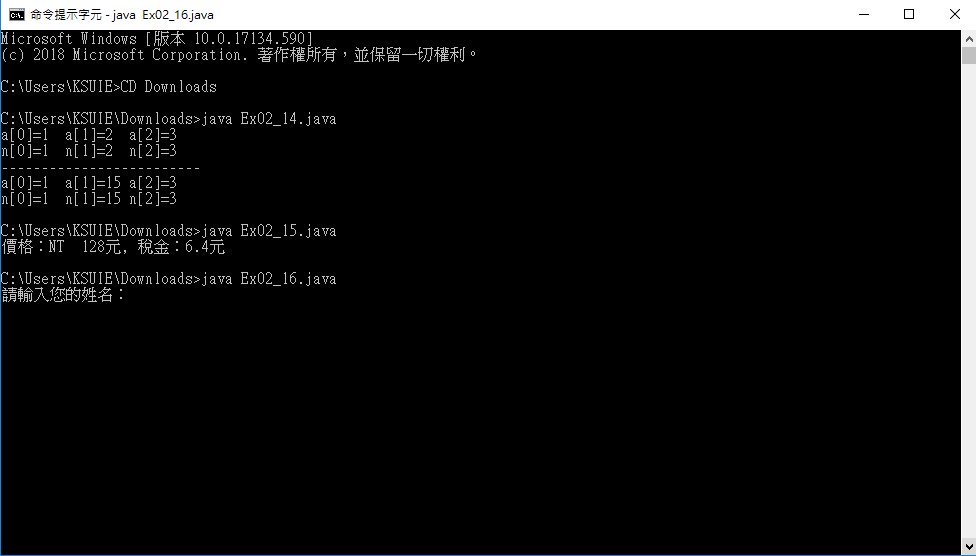 命令提示字元 - java  Ex02_16.java
Microsoft Windows [版本 10.0.17134.590]
(c) 2018 Microsoft Corporation. 著作權所有，並保留一切權利。
C:\Users\KSUIE>CD Downloads
C:\Users\KSUIE\Downloads>java Ex02_14.java
a[0]=1  a[1]=2  a[2]=3
n[0]=1  n[1]=2  n[2]=3
-------------------------
a[0]=1  a[1]=15 a[2]=3
n[0]=1  n[1]=15 n[2]=3
C:\Users\KSUIE\Downloads>java Ex02_15.java
價格：NT  128元, 稅金：6.4元
C:\Users\KSUIE\Downloads>java Ex02_16.java
請輸入您的姓名：